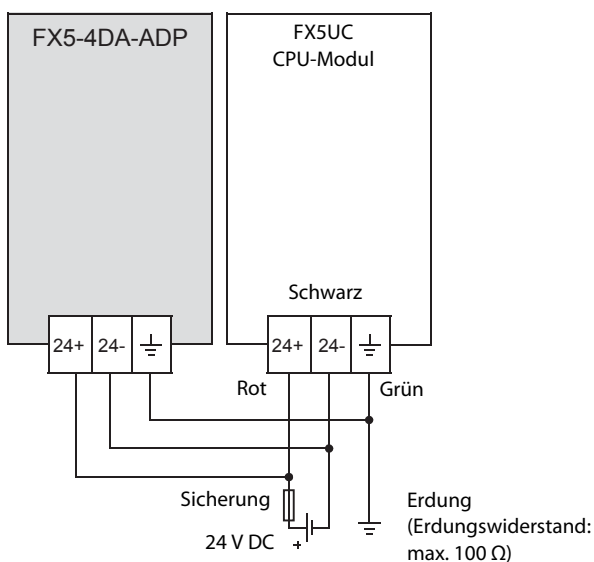 FX5-4DA-ADP
FX5UC
CPU-Modul
Schwarz
24+ 24-
24+ 24-
Rot
Grün
Sicherung
24 V DC
+
Erdung
(Erdungswiderstand:
max. 100 Ω)